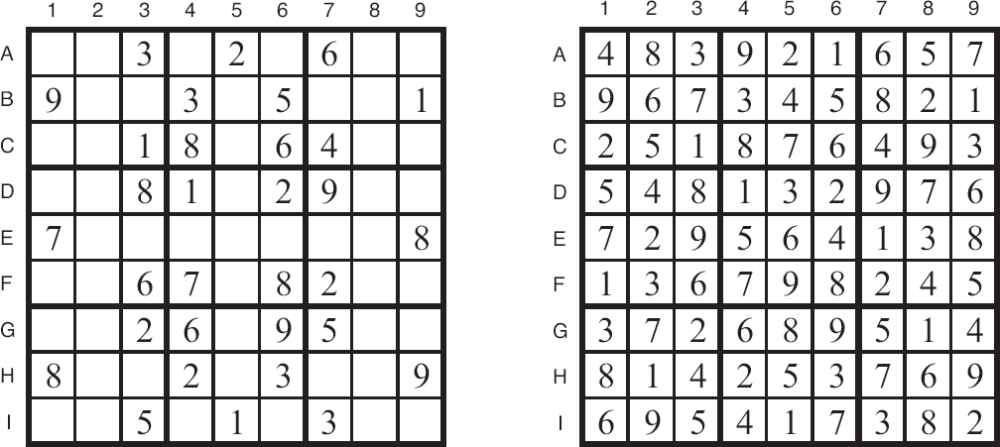 1 2 3 4 5 6 7 8 9
A 3 2 6
B 9 3 5 1
C 1 8 6 4
D 8 1 2 9
E 7 8
F 6 7 8 2
G 2 6 9 5
H 8 2 3 9
I 5 1 3
1 2 3 4 5 6 7 8 9
A 4 8 3 9 2 1 6 5 7
B 9 6 7 3 4 5 8 2 1
C 2 5 1 8 7 6 4 9 3
D 5 4 8 1 3 2 9 7 6
E 7 2 9 5 6 4 1 3 8
F 1 3 6 7 9 8 2 4 5
G 3 7 2 6 8 9 5 1 4
H 8 1 4 2 5 3 7 6 9
I 6 9 5 4 1 7 3 8 2